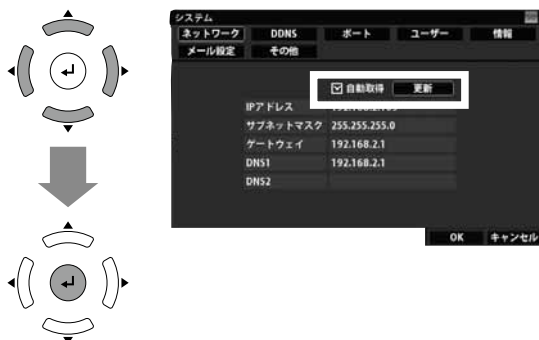 システム
ネットワーク DDNS ポート ユーザー 情報
メール設定 その他
自動取得 更新
IPアドレス
サブネットマスク 255.255.255.0
ゲートウェイ 192.168.2.1
DNS1 192.168.2.1
DNS2
OK キャンセル